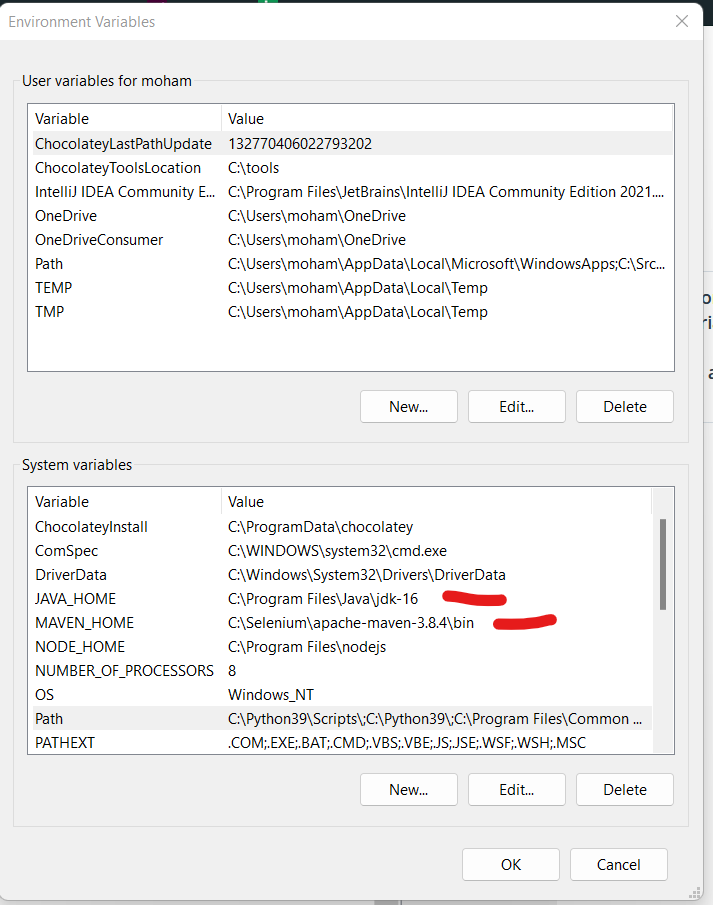 Environment Variables
User variables for moham
Variable Value
ChocolateyLastPathUpdate 132770406022793202
ChocolateyToolsLocation C:\tools
IntelliJ IDEA Community E... C:\Program Files\JetBrains\IntelliJ IDEA Community Edition 2021....
OneDrive C:\Users\moham\OneDrive
OneDriveConsumer C:\Users\moham\OneDrive
Path C:\Users\moham\AppData\Local\Microsoft\WindowsApps;C:\Src...
TEMP C:\Users\moham\AppData\Local\Temp
TMP C:\Users\moham\AppData\Local\Temp
New... Edit... Delete
System variables
Variable Value
ChocolateyInstall C:\ProgramData\chocolatey
ComSpec C:\WINDOWS\system32\cmd.exe
DriverData C:\Windows\System32\Drivers\DriverData
JAVA_HOME C:\Program Files\Java\jdk-16
MAVEN_HOME C:\Selenium\apache-maven-3.8.4\bin
NODE_HOME C:\Program Files\nodejs
NUMBER_OF_PROCESSORS 8
OS Windows_NT
Path C:\Python39\Scripts\;C:\Python39\;C:\Program Files\Common ...
PATHEXT .COM;.EXE;.BAT;.CMD;.VBS;.VBE;.JS;.JSE;.WSF;.WSH;.MSC
New... Edit... Delete
OK Cancel